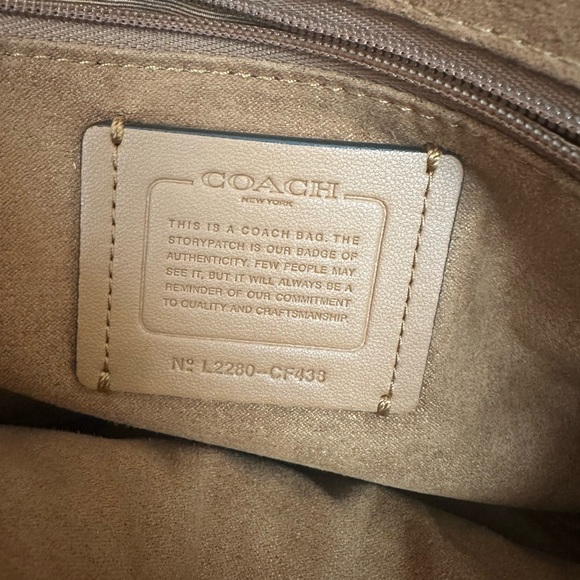 COACH
NEW YORK
THIS IS A COACH BAG. THE
STORYPATCH IS OUR BADGE OF
AUTHENTICITY. FEW PEOPLE MAY
SEE IT, BUT IT WILL ALWAYS BE A
REMINDER OF OUR COMMITMENT
TO QUALITY AND CRAFTSMANSHIP.
Nº L2280-CF438